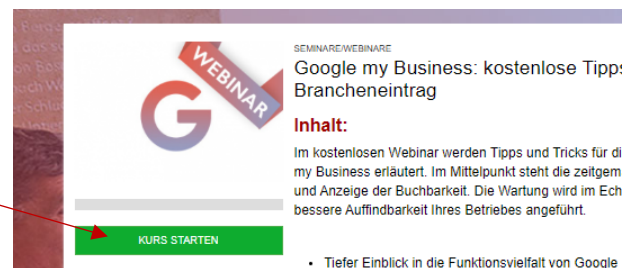 WEBINAR
G
KURS STARTEN
SEMINARE/WEBINARE
Google my Business: kostenlose Tipps
Brancheneintrag
Inhalt:
Im kostenlosen Webinar werden Tipps und Tricks für di
my Business erläutert. Im Mittelpunkt steht die zeitgem
und Anzeige der Buchbarkeit. Die Wartung wird im Ech
bessere Auffindbarkeit Ihres Betriebes angeführt.
• Tiefer Einblick in die Funktionsvielfalt von Google